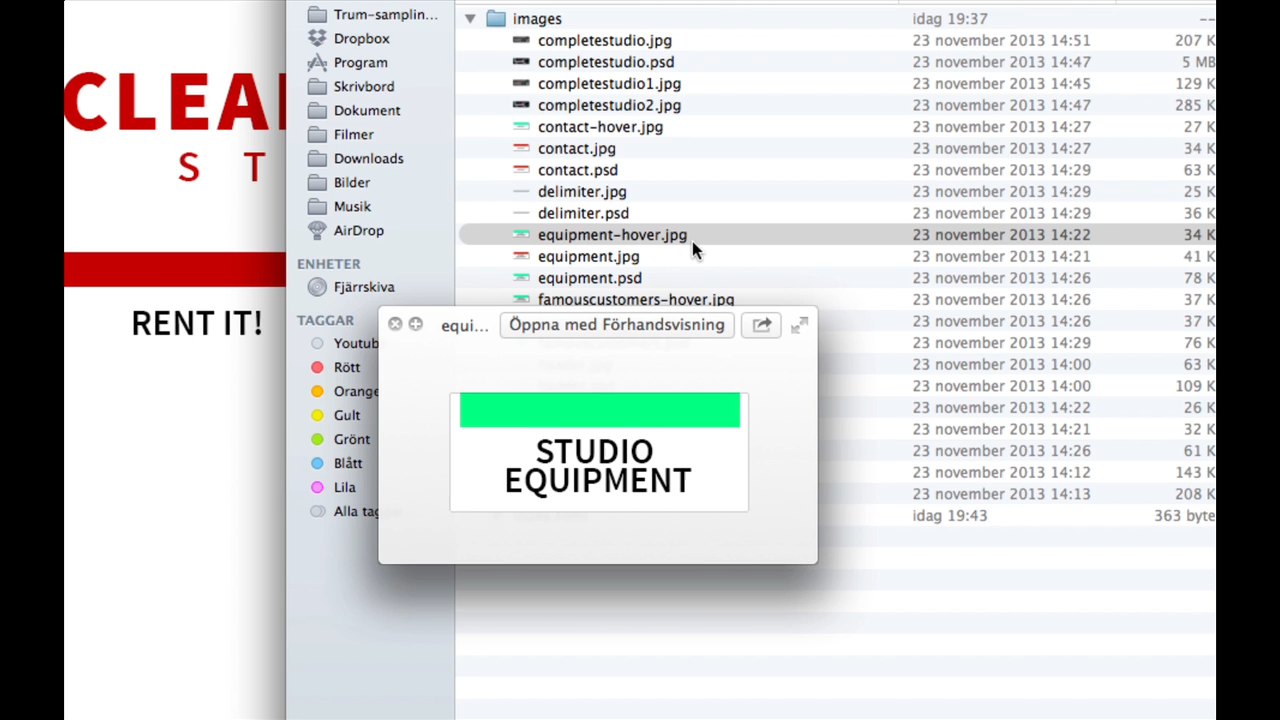 CLEA
S T
RENT IT!
Trum-samplin...
Dropbox
Program
Skrivbord
Dokument
Filmer
Downloads
Bilder
Musik
AirDrop
ENHETER
Fjärrskiva
TAGGAR
Youtub
Rött
Orange
Gult
Grönt
Blått
Lila
Alla tag
images idag 19:37 --
completestudio.jpg 23 november 2013 14:51 207 K
completestudio.psd 23 november 2013 14:47 5 MB
completestudio1.jpg 23 november 2013 14:45 129 K
completestudio2.jpg 23 november 2013 14:47 285 K
contact-hover.jpg 23 november 2013 14:27 27 K
contact.jpg 23 november 2013 14:27 34 K
contact.psd 23 november 2013 14:29 63 K
delimiter.jpg 23 november 2013 14:29 25 K
delimiter.psd 23 november 2013 14:29 36 K
equipment-hover.jpg 23 november 2013 14:22 34 K
equipment.jpg 23 november 2013 14:21 41 K
equipment.psd 23 november 2013 14:26 78 K
famouscustomers-hover.jpg 23 november 2013 14:26 37 K
23 november 2013 14:26 37 K
23 november 2013 14:29 76 K
23 november 2013 14:00 63 K
23 november 2013 14:00 109 K
23 november 2013 14:22 26 K
23 november 2013 14:21 32 K
23 november 2013 14:26 61 K
23 november 2013 14:12 143 K
23 november 2013 14:13 208 K
idag 19:43 363 byte
equi... Öppna med Förhandsvisning
STUDIO
EQUIPMENT